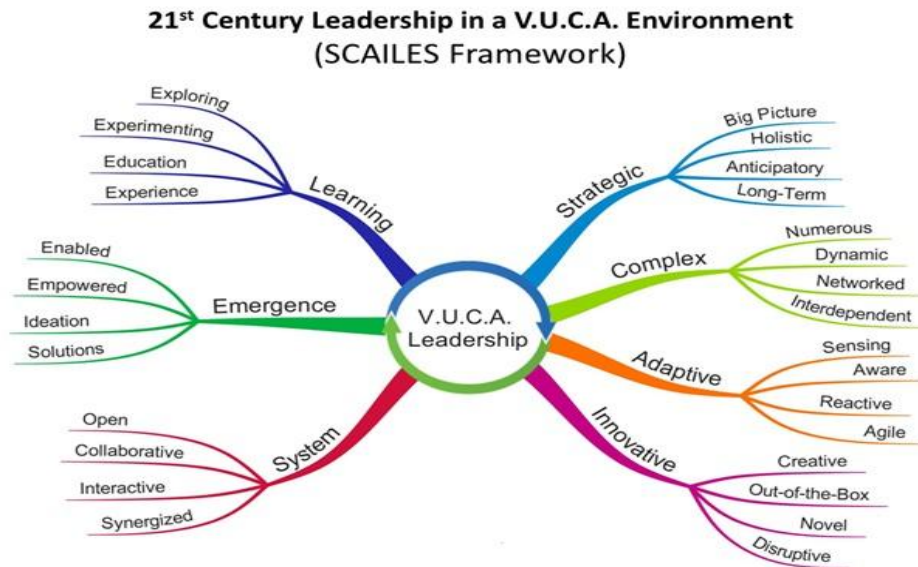 21st Century Leadership in a V.U.C.A. Environment
(SCAILES Framework)
Exploring
Experimenting
Education
Experience
Learning
Enabled
Empowered
Ideation
Solutions
Emergence
Open
Collaborative
Interactive
Synergized
System
V.U.C.A.
Leadership
Strategic
Big Picture
Holistic
Anticipatory
Long-Term
Complex
Numerous
Dynamic
Networked
Interdependent
Adaptive
Sensing
Aware
Reactive
Agile
Innovative
Creative
Out-of-the-Box
Novel
Disruptive